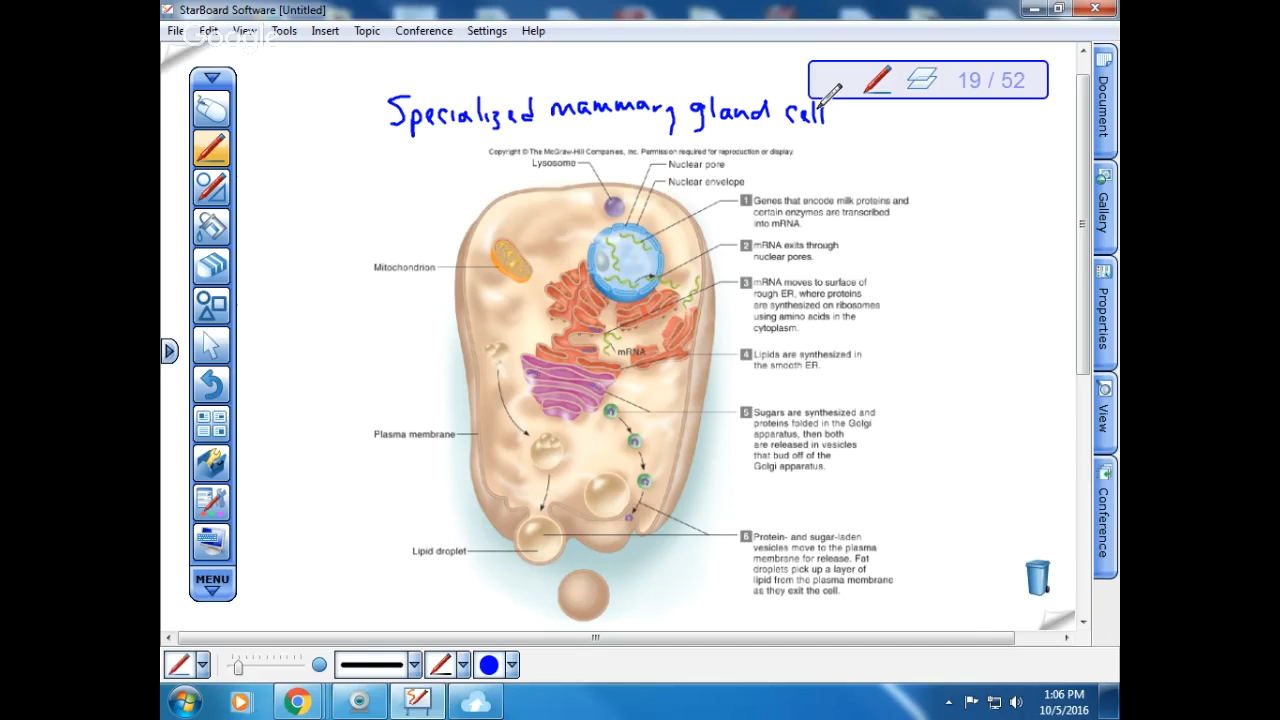 StarBoard Software [Untitled]
File Edit View Tools Insert Topic Conference Settings Help
Google
19 / 52
Specialized mammary gland cell
Copyright © The McGraw-Hill Companies, Inc. Permission required for reproduction or display.
Lysosome
Nuclear pore
Nuclear envelope
1 Genes that encode milk proteins and
certain enzymes are transcribed
into mRNA.
2 mRNA exits through
nuclear pores.
Mitochondrion
3 mRNA moves to surface of
rough ER, where proteins
are synthesized on ribosomes
using amino acids in the
cytoplasm.
mRNA
4 Lipids are synthesized in
the smooth ER.
5 Sugars are synthesized and
proteins folded in the Golgi
apparatus, then both
are released in vesicles
that bud off of the
Golgi apparatus.
Plasma membrane
6 Protein- and sugar-laden
vesicles move to the plasma
membrane for release. Fat
droplets pick up a layer of
lipid from the plasma membrane
as they exit the cell.
Lipid droplet
MENU
Document
Gallery
Properties
View
Conference
1:06 PM
10/5/2016